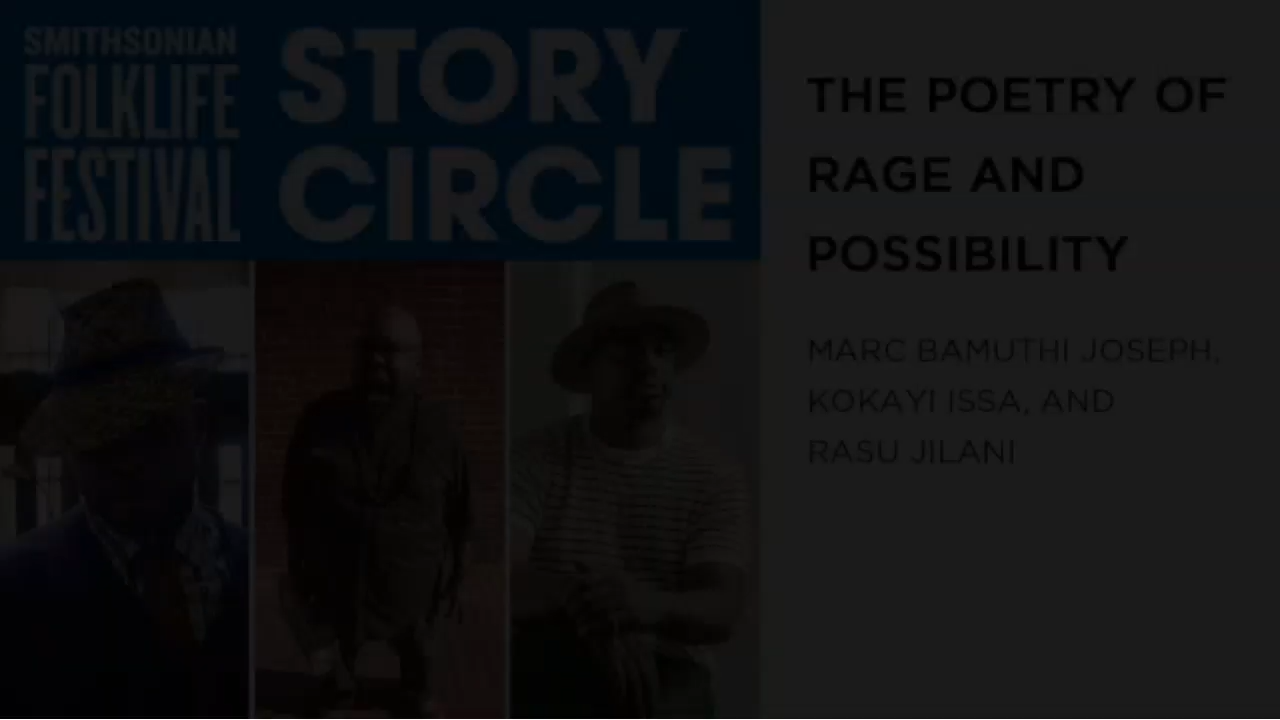 SMITHSONIAN
FOLKLIFE
FESTIVAL
STORY
CIRCLE
THE POETRY OF
RAGE AND
POSSIBILITY
MARC BAMUTHI JOSEPH,
KOKAYI ISSA, AND
RASU JILANI